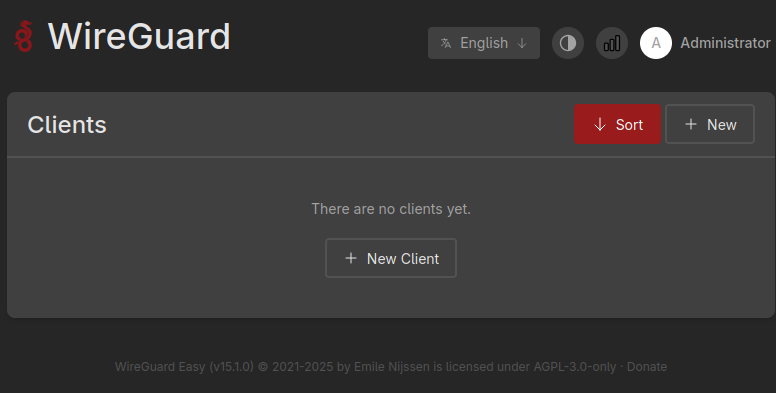 WireGuard
English
A
Administrator
Clients
Sort
New
There are no clients yet.
New Client
WireGuard Easy (v15.1.0) © 2021-2025 by Emile Nijssen is licensed under AGPL-3.0-only · Donate